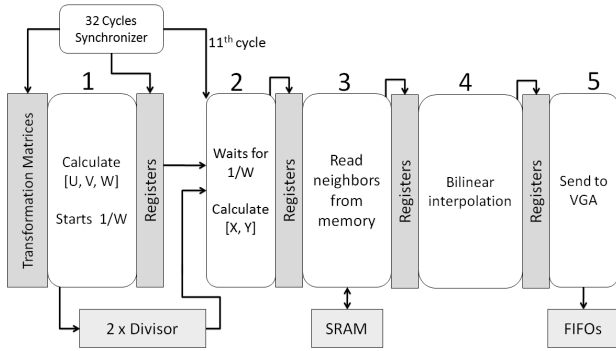 32 Cycles
Synchronizer
11th cycle
1
2
3
4
5
Transformation Matrices
Calculate
[U, V, W]
Starts 1/W
Registers
Waits for
1/W
Calculate
[X, Y]
Registers
Read
neighbors
from
memory
Registers
Bilinear
interpolation
Registers
Send to
VGA
2 x Divisor
SRAM
FIFOs